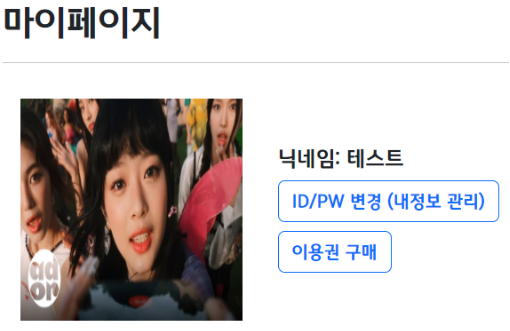 마이페이지
닉네임: 테스트
ID/PW 변경 (내정보 관리)
이용권 구매
ador